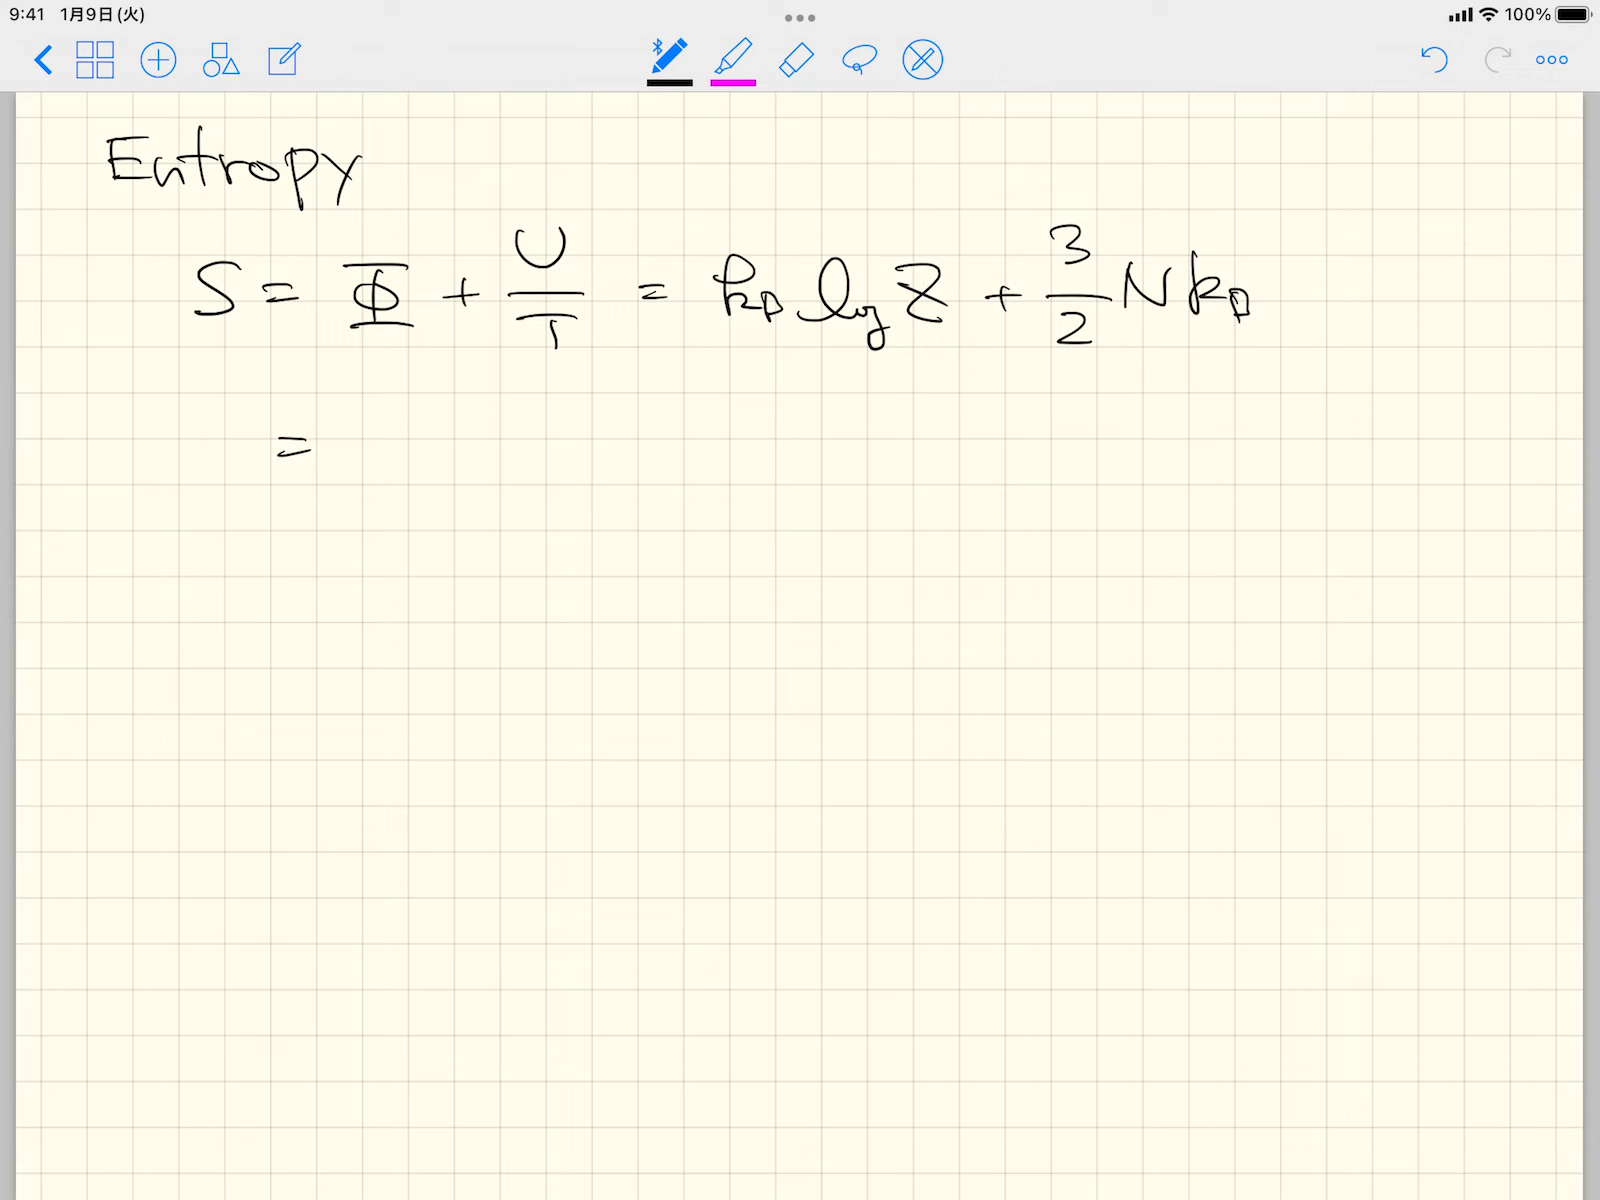 9:41 1月9日(火) 100%
Entropy
S = Φ + U/T = k_B log Z + 3/2 N k_B
=